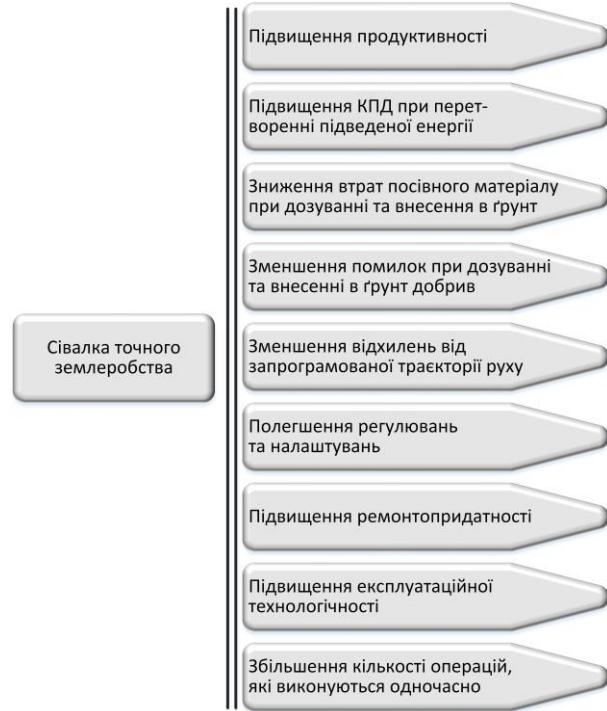 Підвищення продуктивності
Підвищення КПД при перет-
воренні підведеної енергії
Зниження втрат посівного матеріалу
при дозуванні та внесення в ґрунт
Зменшення помилок при дозуванні
та внесенні в ґрунт добрив
Сівалка точного
землеробства
Зменшення відхилень від
запрограмованої траєкторії руху
Полегшення регулювань
та налаштувань
Підвищення ремонтопридатності
Підвищення експлуатаційної
технологічності
Збільшення кількості операцій,
які виконуються одночасно